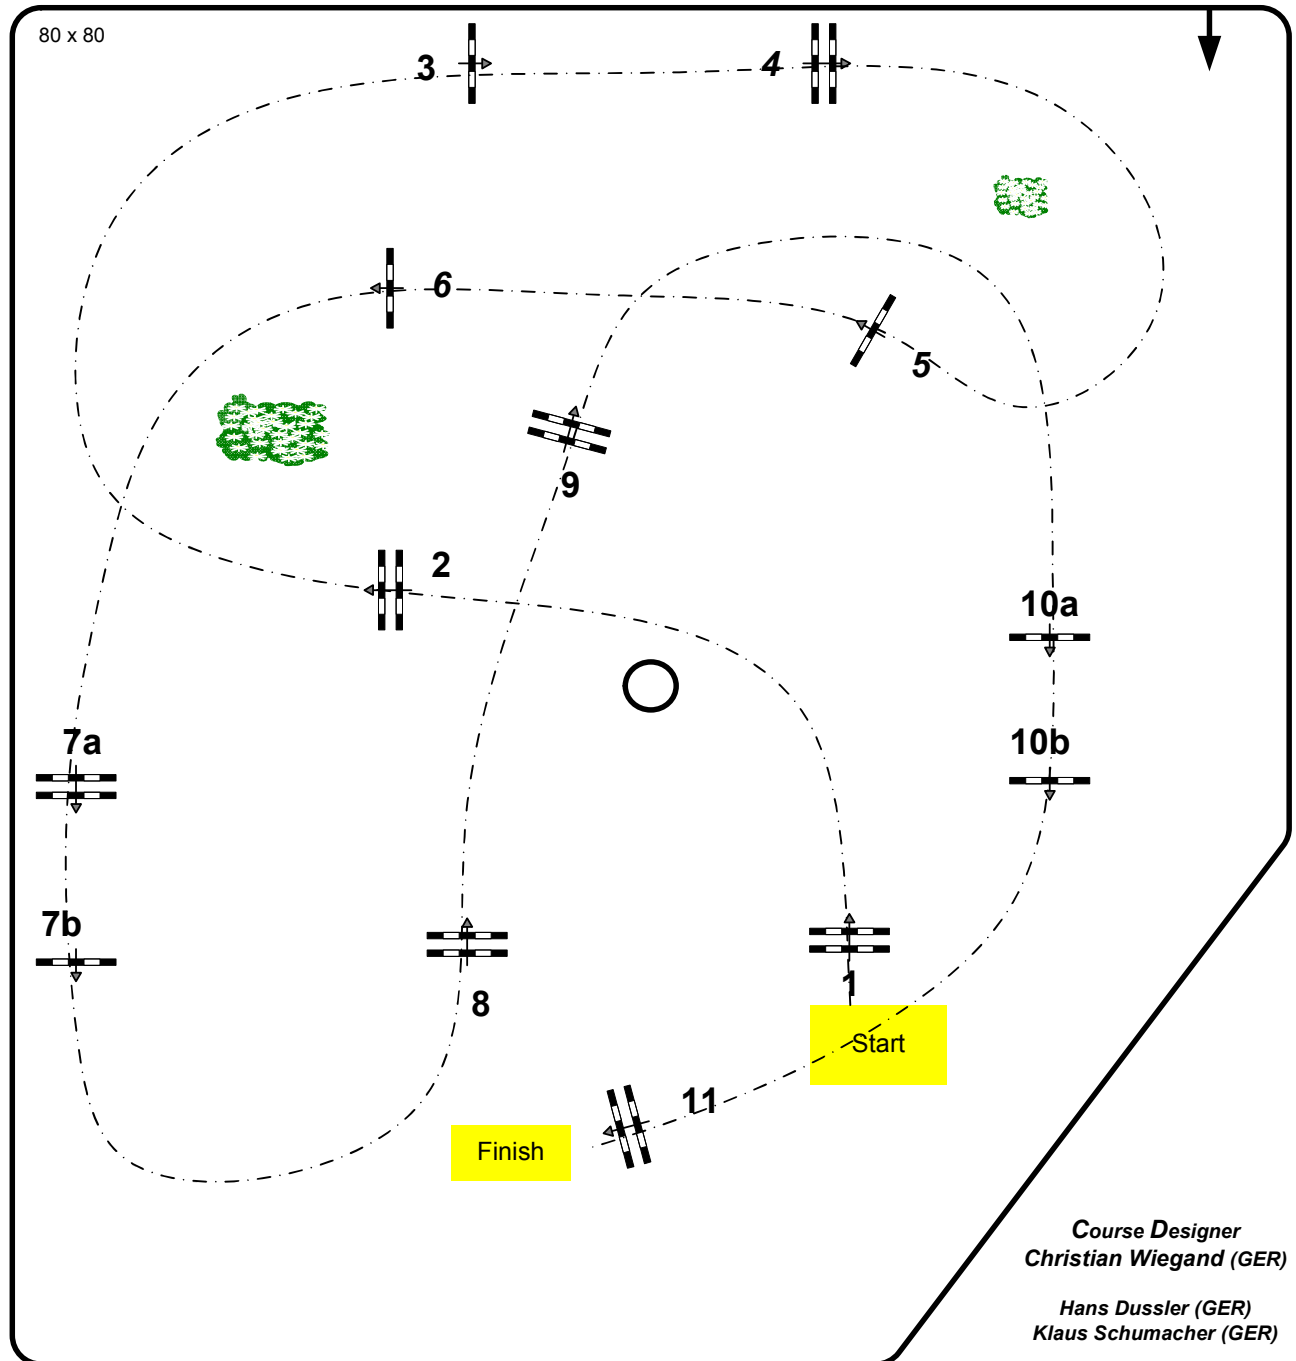 80 x 80
3
4
6
5
9
2
10a
7a
10b
7b
8
1
Start
11
Finish
Course Designer
Christian Wiegand (GER)
Hans Dussler (GER)
Klaus Schumacher (GER)